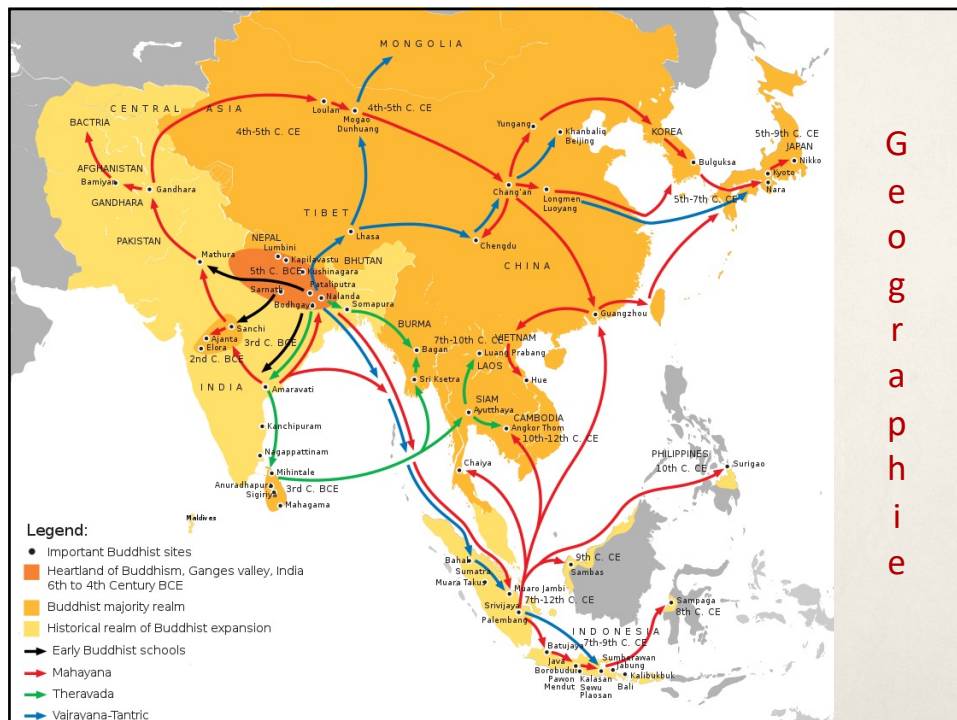 MONGOLIA
CENTRAL ASIA
Loulan
4th-5th C. CE
Mogao
Dunhuang
BACTRIA
4th-5th C. CE
Yungang
Khanbaliq
Beijing
KOREA
5th-9th C. CE
JAPAN
Nikko
Kyoto
Nara
Bulguksa
AFGHANISTAN
Bamiyan
Gandhara
GANDHARA
Chang'an
Longmen
Luoyang
5th-7th C. CE
TIBET
Lhasa
Chengdu
PAKISTAN
NEPAL
Lumbini
Kapilavastu
BHUTAN
Mathura
5th C. BCE
Kushinagara
CHINA
Sarnath
Pataliputra
Nalanda
Bodhgaya
Somapura
Guangzhou
BURMA
VIETNAM
Sanchi
Ajanta
Elora
3rd C. BCE
2nd C. BCE
7th-10th C. CE
Bagan
Luang Prabang
LAOS
INDIA
Amaravati
Sri Ksetra
Hue
SIAM
Ayutthaya
CAMBODIA
Angkor Thom
10th-12th C. CE
Kanchipuram
Nagappattinam
Chaiya
PHILIPPINES
10th C. CE
Surigao
Mihintale
Anuradhapur
3rd C. BCE
Sigiriya
Mahagama
Maldives
Bahal
Sumatra
Muara Takus
9th C. CE
Sambas
Muaro Jambi
7th-12th C. CE
Srivijaya
Palembang
Sampaga
8th C. CE
INDONESIA
7th-9th C. CE
Batujaya
Java
Borobudur
Pawon
Mendut
Kalasan
Sewu
Plaosan
Sumberawan
Jabung
Kalibukbuk
Bali
Legend:
Important Buddhist sites
Heartland of Buddhism, Ganges valley, India
6th to 4th Century BCE
Buddhist majority realm
Historical realm of Buddhist expansion
Early Buddhist schools
Mahayana
Theravada
Vajrayana-Tantric
G
e
o
g
r
a
p
h
i
e